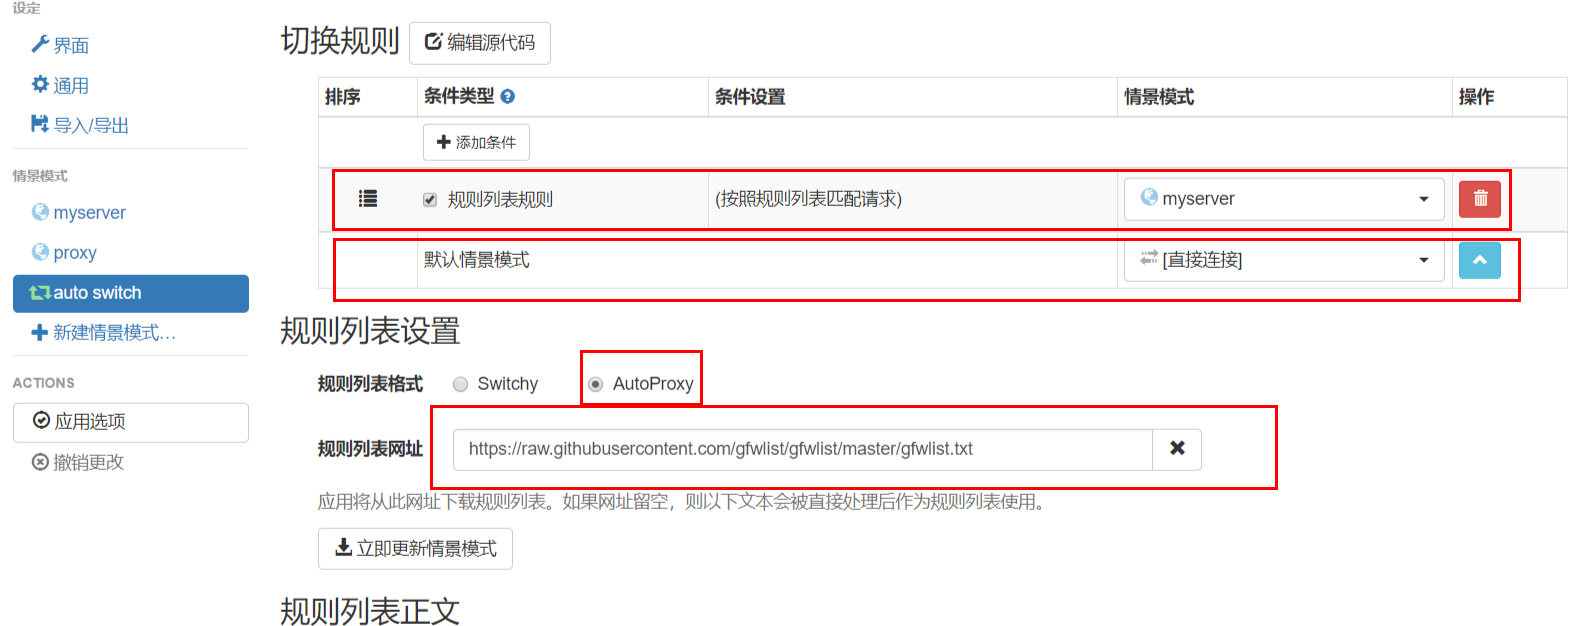 设定
界面
通用
导入/导出
情景模式
myserver
proxy
auto switch
新建情景模式…
ACTIONS
应用选项
撤销更改
切换规则 编辑源代码
排序 条件类型 条件设置 情景模式 操作
添加条件
规则列表规则 (按照规则列表匹配请求) myserver
默认情景模式 [直接连接]
规则列表设置
规则列表格式 Switchy AutoProxy
规则列表网址 https://raw.githubusercontent.com/gfwlist/gfwlist/master/gfwlist.txt
应用将从此网址下载规则列表。如果网址留空，则以下文本会被直接处理后作为规则列表使用。
立即更新情景模式
规则列表正文